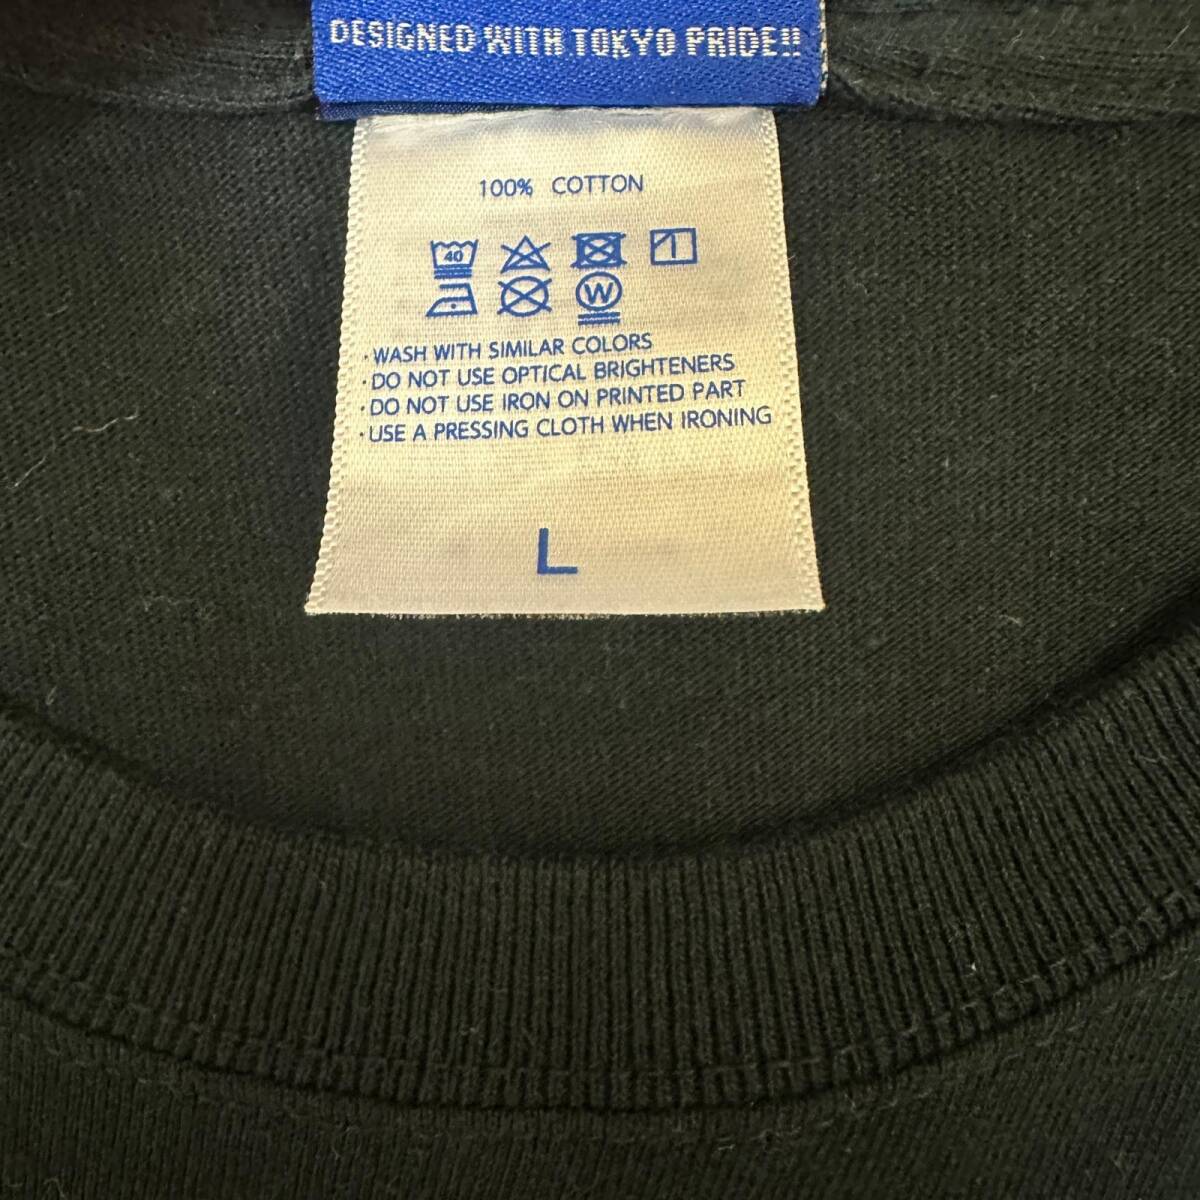 DESIGNED WITH TOKYO PRIDE!!
100% COTTON
40
W
・WASH WITH SIMILAR COLORS
・DO NOT USE OPTICAL BRIGHTENERS
・DO NOT USE IRON ON PRINTED PART
・USE A PRESSING CLOTH WHEN IRONING
L